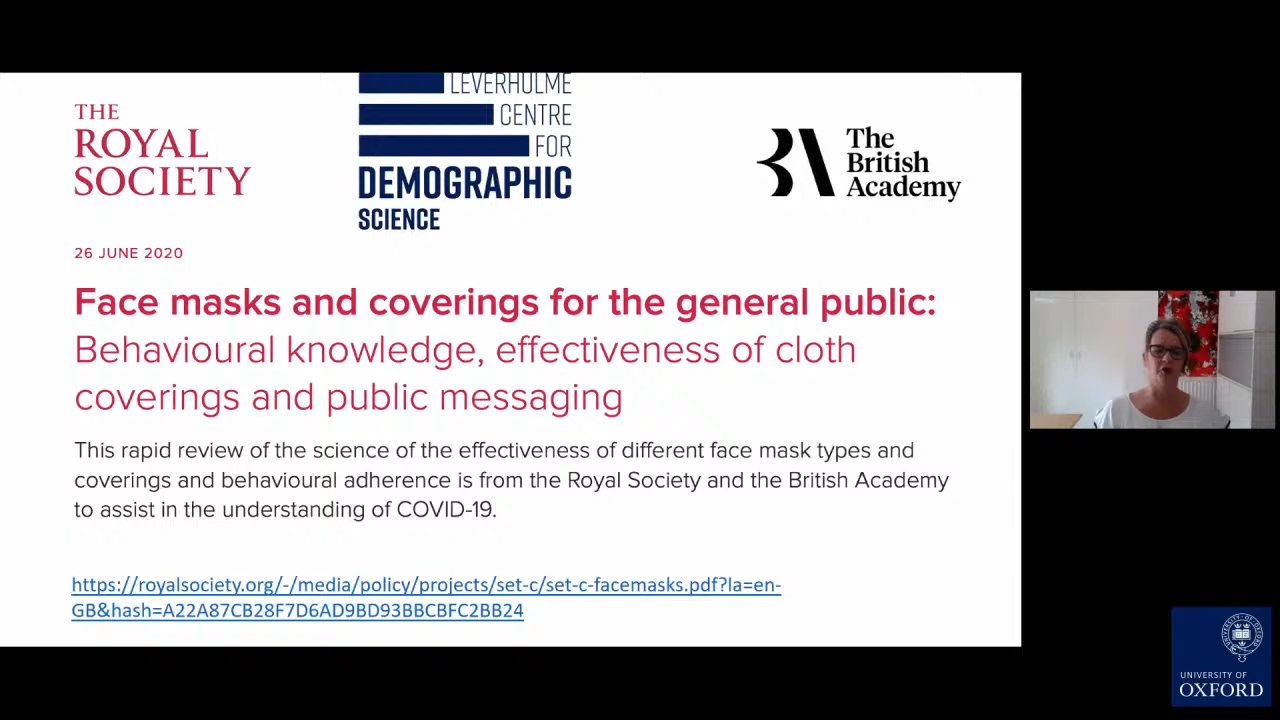 THE
ROYAL
SOCIETY
LEVERHULME
CENTRE
FOR
DEMOGRAPHIC
SCIENCE
The
British
Academy
26 JUNE 2020
Face masks and coverings for the general public:
Behavioural knowledge, effectiveness of cloth
coverings and public messaging
This rapid review of the science of the effectiveness of different face mask types and
coverings and behavioural adherence is from the Royal Society and the British Academy
to assist in the understanding of COVID-19.
https://royalsociety.org/-/media/policy/projects/set-c/set-c-facemasks.pdf?la=en-
GB&hash=A22A87CB28F7D6AD9BD93BBCBFC2BB24
UNIVERSITY OF
OXFORD